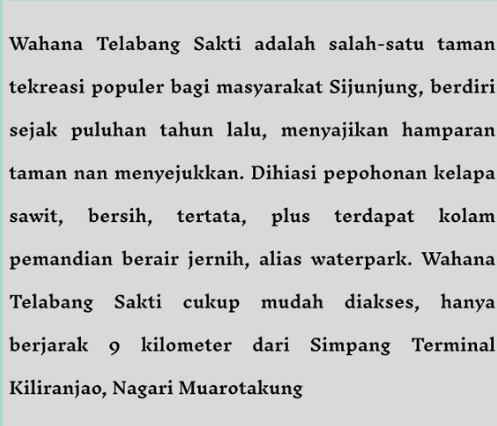 Wahana Telabang Sakti adalah salah-satu taman
tekreasi populer bagi masyarakat Sijunjung, berdiri
sejak puluhan tahun lalu, menyajikan hamparan
taman nan menyejukkan. Dihiasi pepohonan kelapa
sawit, bersih, tertata, plus terdapat kolam
pemandian berair jernih, alias waterpark. Wahana
Telabang Sakti cukup mudah diakses, hanya
berjarak 9 kilometer dari Simpang Terminal
Kiliranjao, Nagari Muarotakung